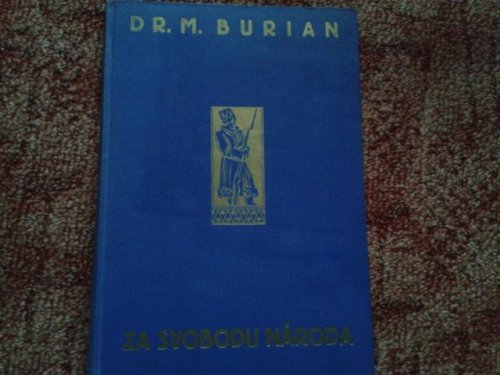 DR. M. BURIAN
ZA SVOBODU NÁRODA